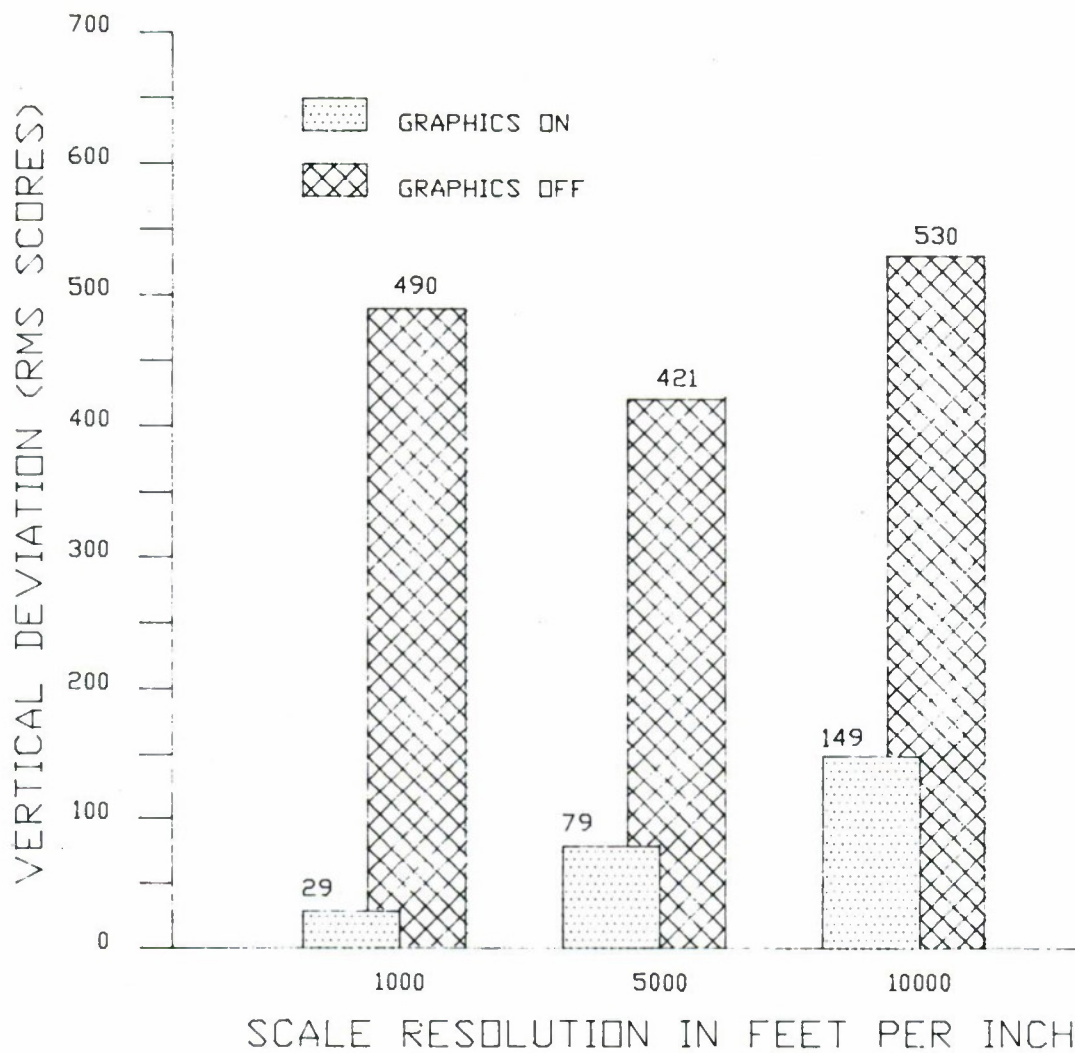 700
600
500
400
300
200
100
0
VERTICAL DEVIATION (RMS SCORES)
GRAPHICS ON
GRAPHICS OFF
490
421
530
29
79
149
1000 5000 10000
SCALE RESOLUTION IN FEET PER INCH